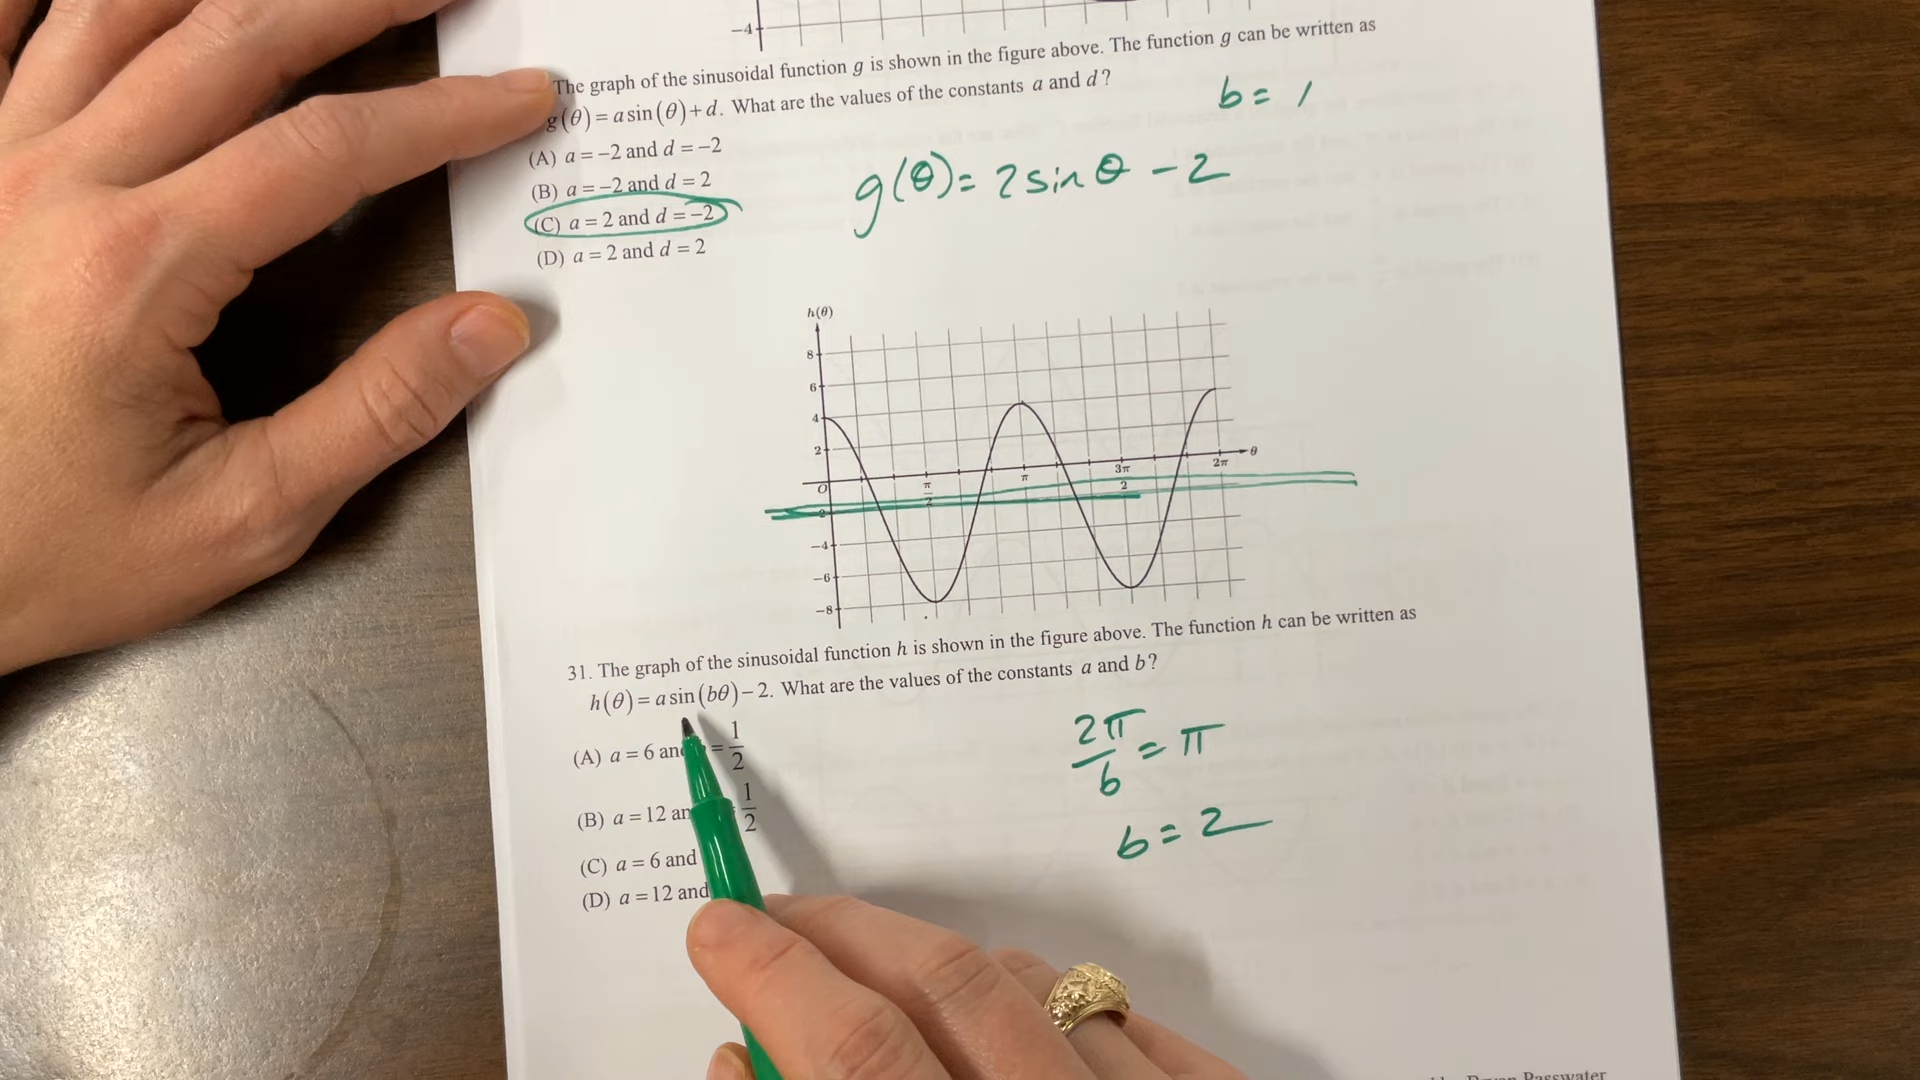 -4
The graph of the sinusoidal function g is shown in the figure above. The function g can be written as
g(θ) = a sin(θ) + d. What are the values of the constants a and d?
b = 1
(A) a = −2 and d = −2
(B) a = −2 and d = 2
g(θ) = 2 sin θ − 2
(C) a = 2 and d = −2
(D) a = 2 and d = 2
h(θ)
8
6
4
2
O
π/2
π
3π/2
2π
θ
-2
-4
-6
-8
31. The graph of the sinusoidal function h is shown in the figure above. The function h can be written as
h(θ) = a sin(bθ) − 2. What are the values of the constants a and b?
2π/b = π
b = 2
(A) a = 6 and = 1/2
(B) a = 12 1/2
(C) a = 6 and
(D) a = 12 and
Passwater